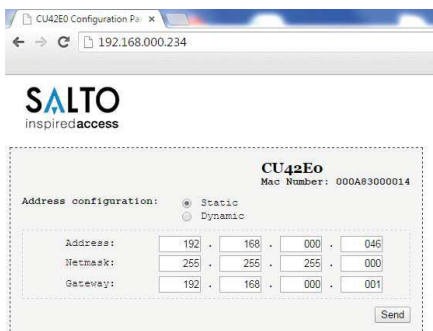 CU42E0 Configuration Pa
192.168.000.234
SALTO
inspiredaccess
CU42E0
Mac Number: 000A83000014
Address configuration:
Static
Dynamic
Address: 192 . 168 . 000 . 046
Netmask: 255 . 255 . 255 . 000
Gateway: 192 . 168 . 000 . 001
Send